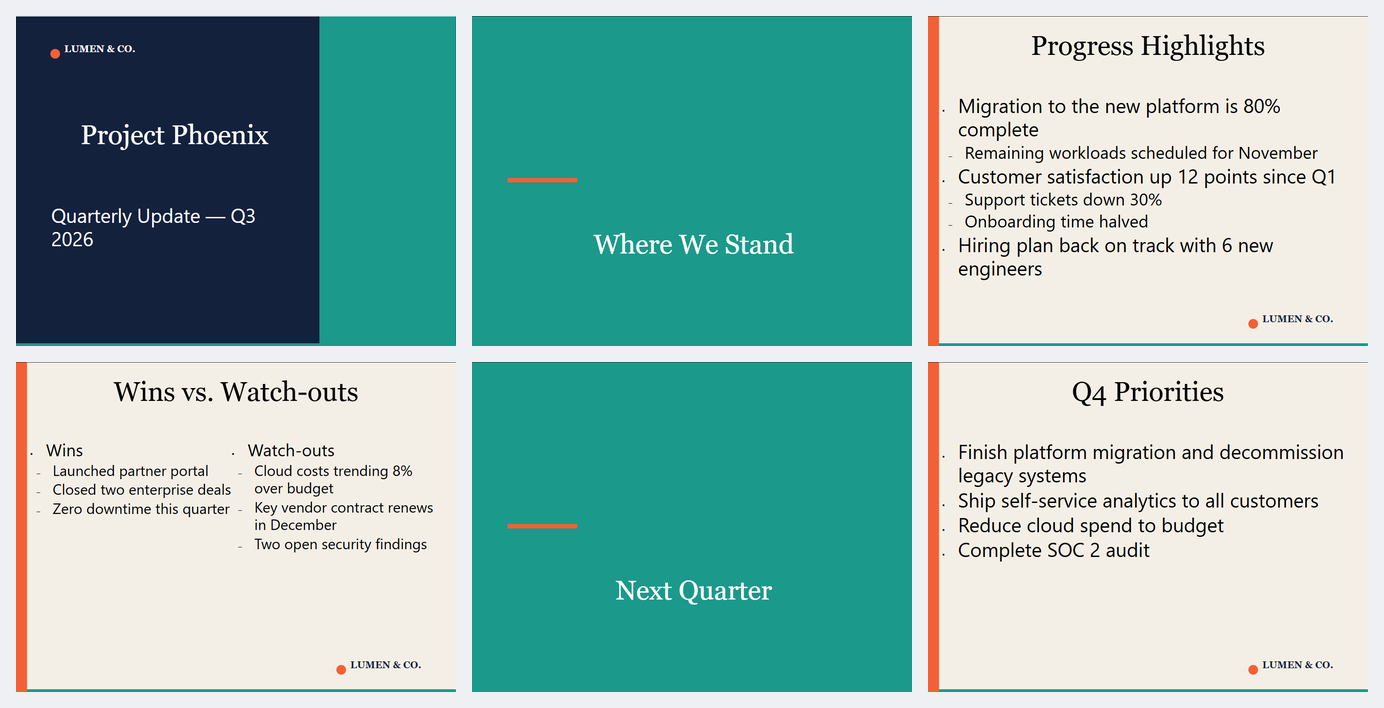 LUMEN & CO.
Project Phoenix
Quarterly Update — Q3
2026
Where We Stand
Progress Highlights
Migration to the new platform is 80%
complete
Remaining workloads scheduled for November
Customer satisfaction up 12 points since Q1
Support tickets down 30%
Onboarding time halved
Hiring plan back on track with 6 new
engineers
LUMEN & CO.
Wins vs. Watch-outs
Wins
Launched partner portal
Closed two enterprise deals
Zero downtime this quarter
Watch-outs
Cloud costs trending 8%
over budget
Key vendor contract renews
in December
Two open security findings
LUMEN & CO.
Next Quarter
Q4 Priorities
Finish platform migration and decommission
legacy systems
Ship self-service analytics to all customers
Reduce cloud spend to budget
Complete SOC 2 audit
LUMEN & CO.